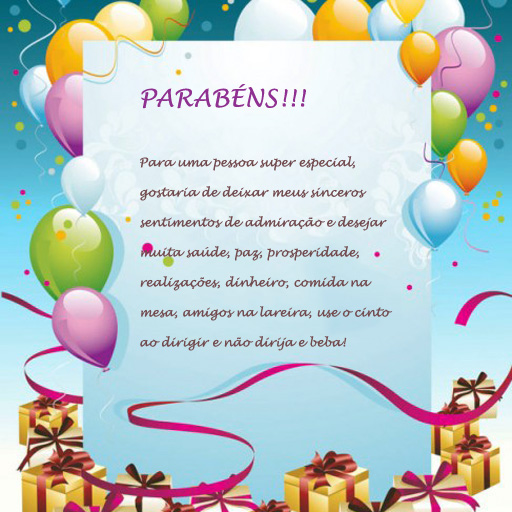 PARABÉNS!!!
Para uma pessoa super especial,
gostaria de deixar meus sinceros
sentimentos de admiração e desejar
muita saúde, paz, prosperidade,
realizações, dinheiro, comida na
mesa, amigos na lareira, use o cinto
ao dirigir e não dirija e beba!